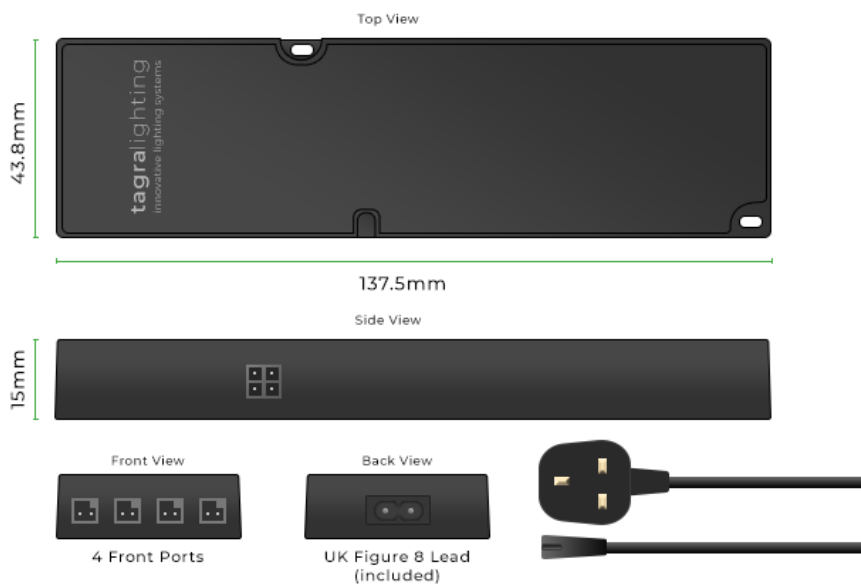 Top View
43.8mm
tagralighting
innovative lighting systems
137.5mm
Side View
15mm
Front View
Back View
4 Front Ports
UK Figure 8 Lead
(included)